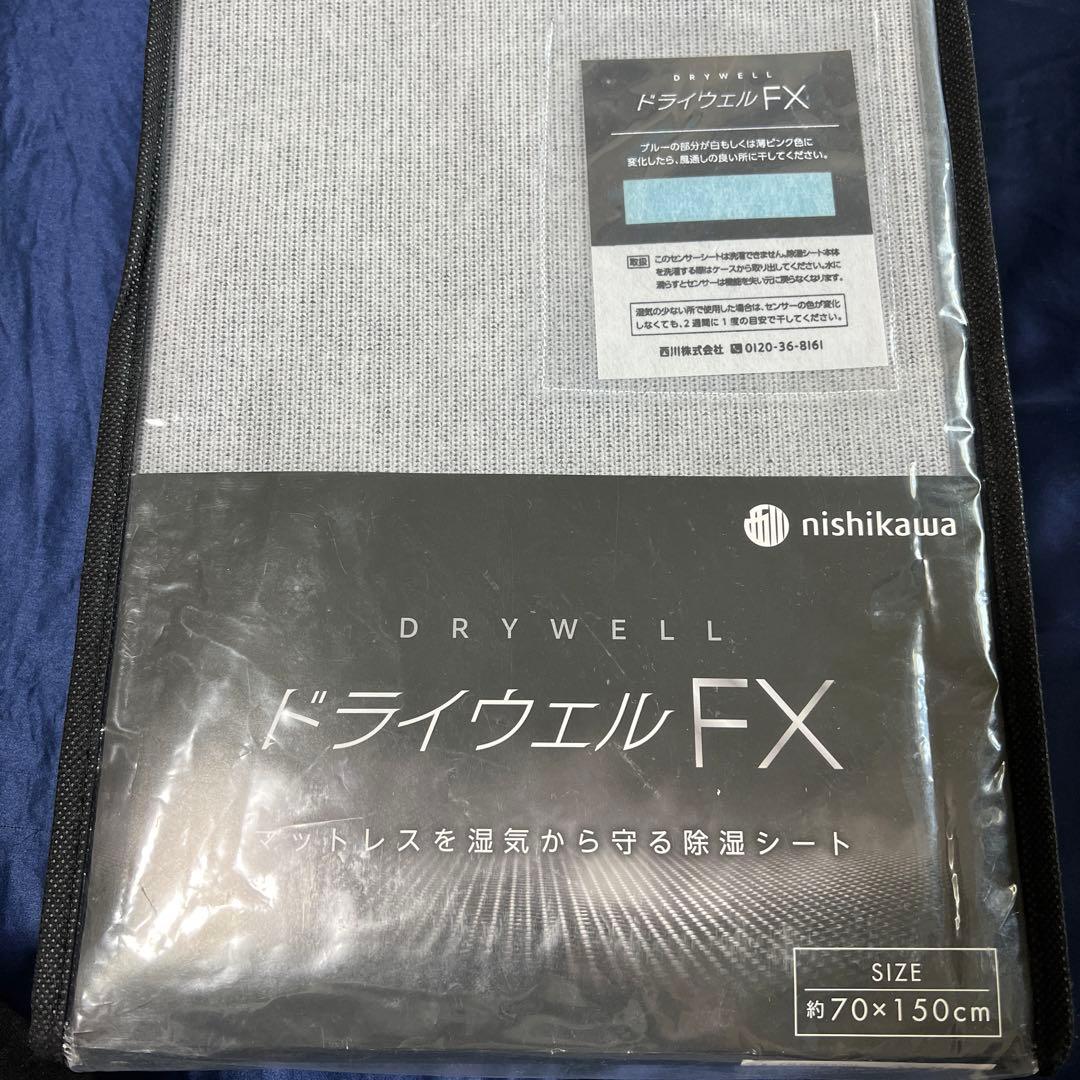 DRYWELL
ドライウェルFX
ブルーの部分が白もしくは薄ピンク色に
変化したら、風通しの良い所に干してください。
取扱 このセンサーシートは洗濯できません。除湿シート本体
を洗濯する際はケースから取り出してください。水に
濡らすとセンサーは機能を失い元に戻らなくなります。
湿気の少ない所で使用した場合は、センサーの色が変化
しなくても、2週間に1度の目安で干してください。
西川株式会社 0120-36-8161
西川 nishikawa
DRYWELL
ドライウェルFX
マットレスを湿気から守る除湿シート
SIZE
約70×150cm